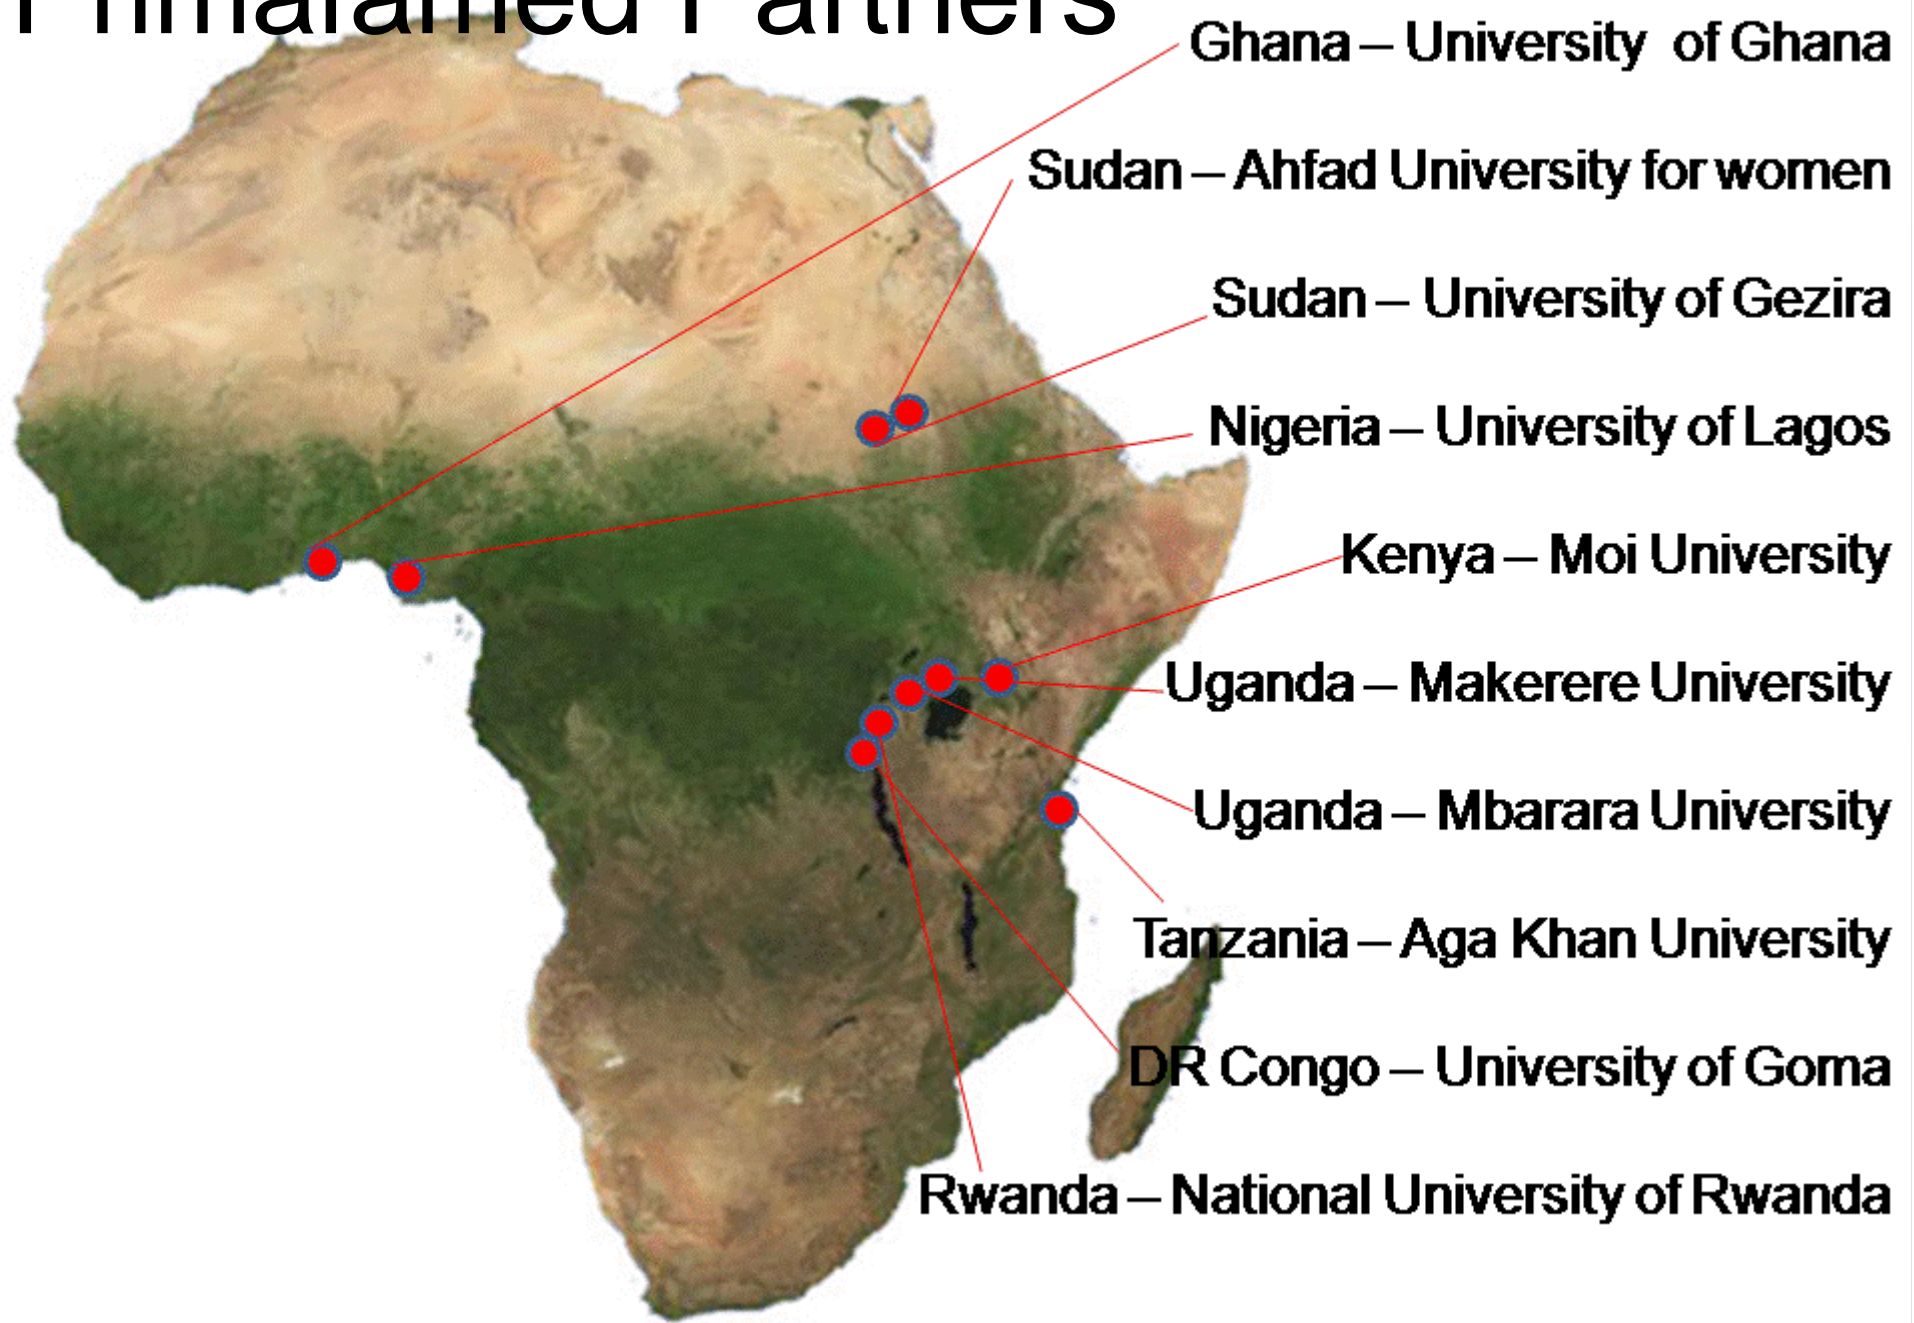 Primafamed Partners
Ghana – University of Ghana
Sudan – Ahfad University for women
Sudan – University of Gezira
Nigeria – University of Lagos
Kenya – Moi University
Uganda – Makerere University
Uganda – Mbarara University
Tanzania – Aga Khan University
DR Congo – University of Goma
Rwanda – National University of Rwanda